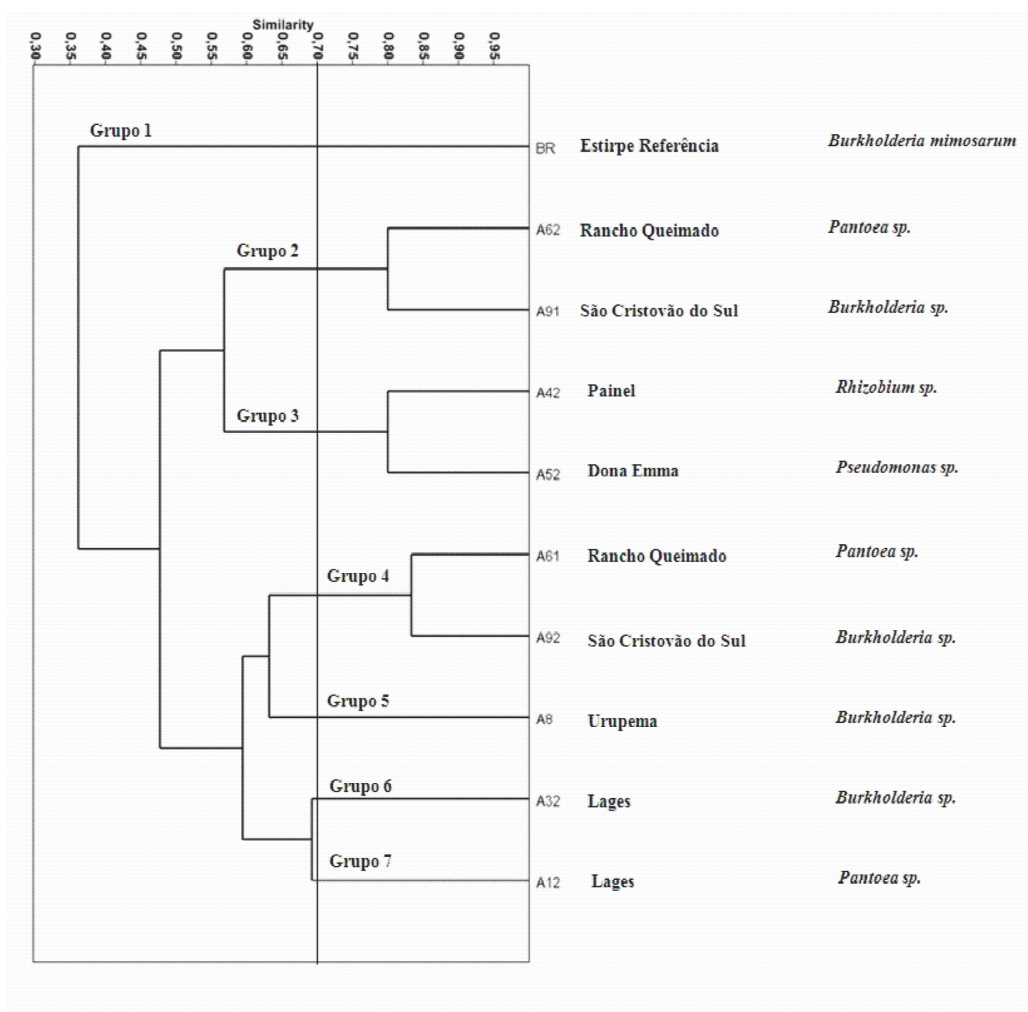 Similarity
0,30 0,35 0,40 0,45 0,50 0,55 0,60 0,65 0,70 0,75 0,80 0,85 0,90 0,95
Grupo 1
BR Estirpe Referência Burkholderia mimosarum
A62 Rancho Queimado Pantoea sp.
Grupo 2
A91 São Cristovão do Sul Burkholderia sp.
A42 Painel Rhizobium sp.
Grupo 3
A52 Dona Emma Pseudomonas sp.
A61 Rancho Queimado Pantoea sp.
Grupo 4
A92 São Cristovão do Sul Burkholderia sp.
Grupo 5
A8 Urupema Burkholderia sp.
Grupo 6
A32 Lages Burkholderia sp.
Grupo 7
A12 Lages Pantoea sp.